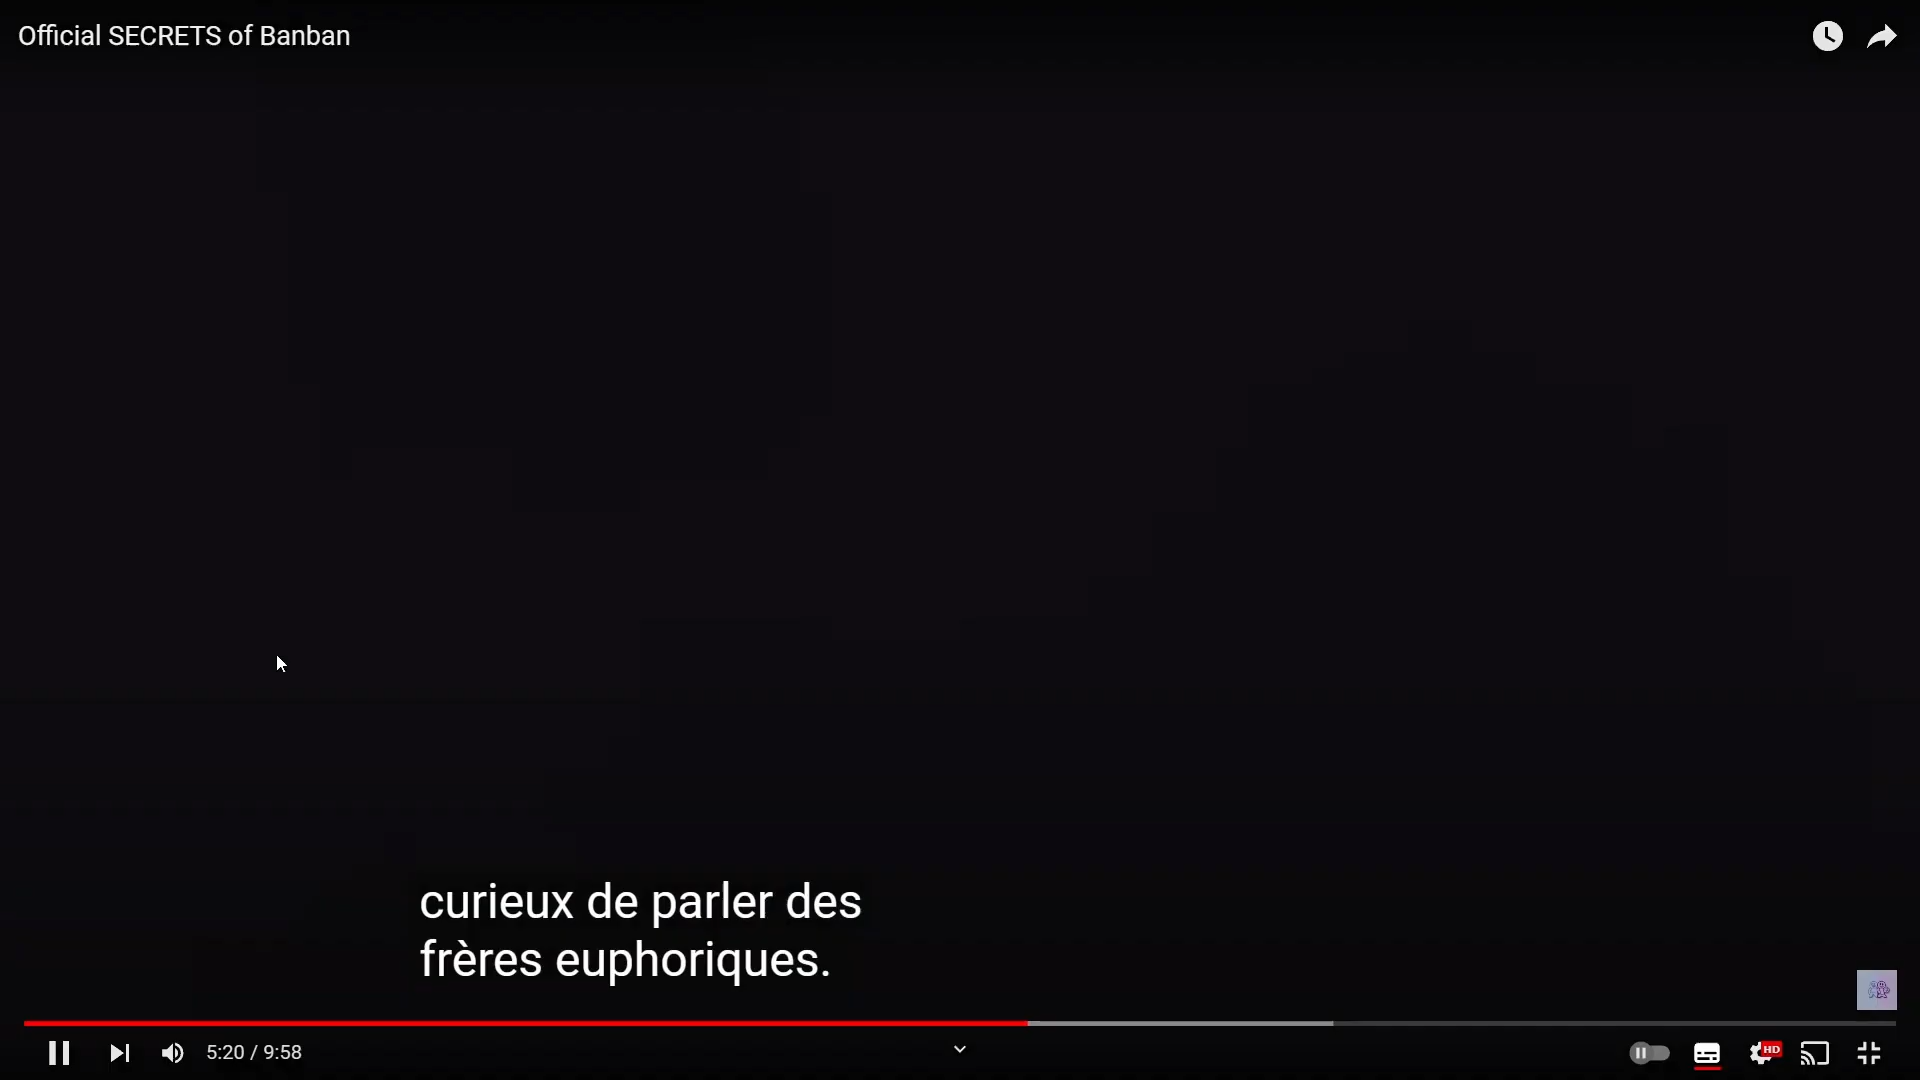 Official SECRETS of Banban
curieux de parler des
frères euphoriques.
5:20 / 9:58
HD